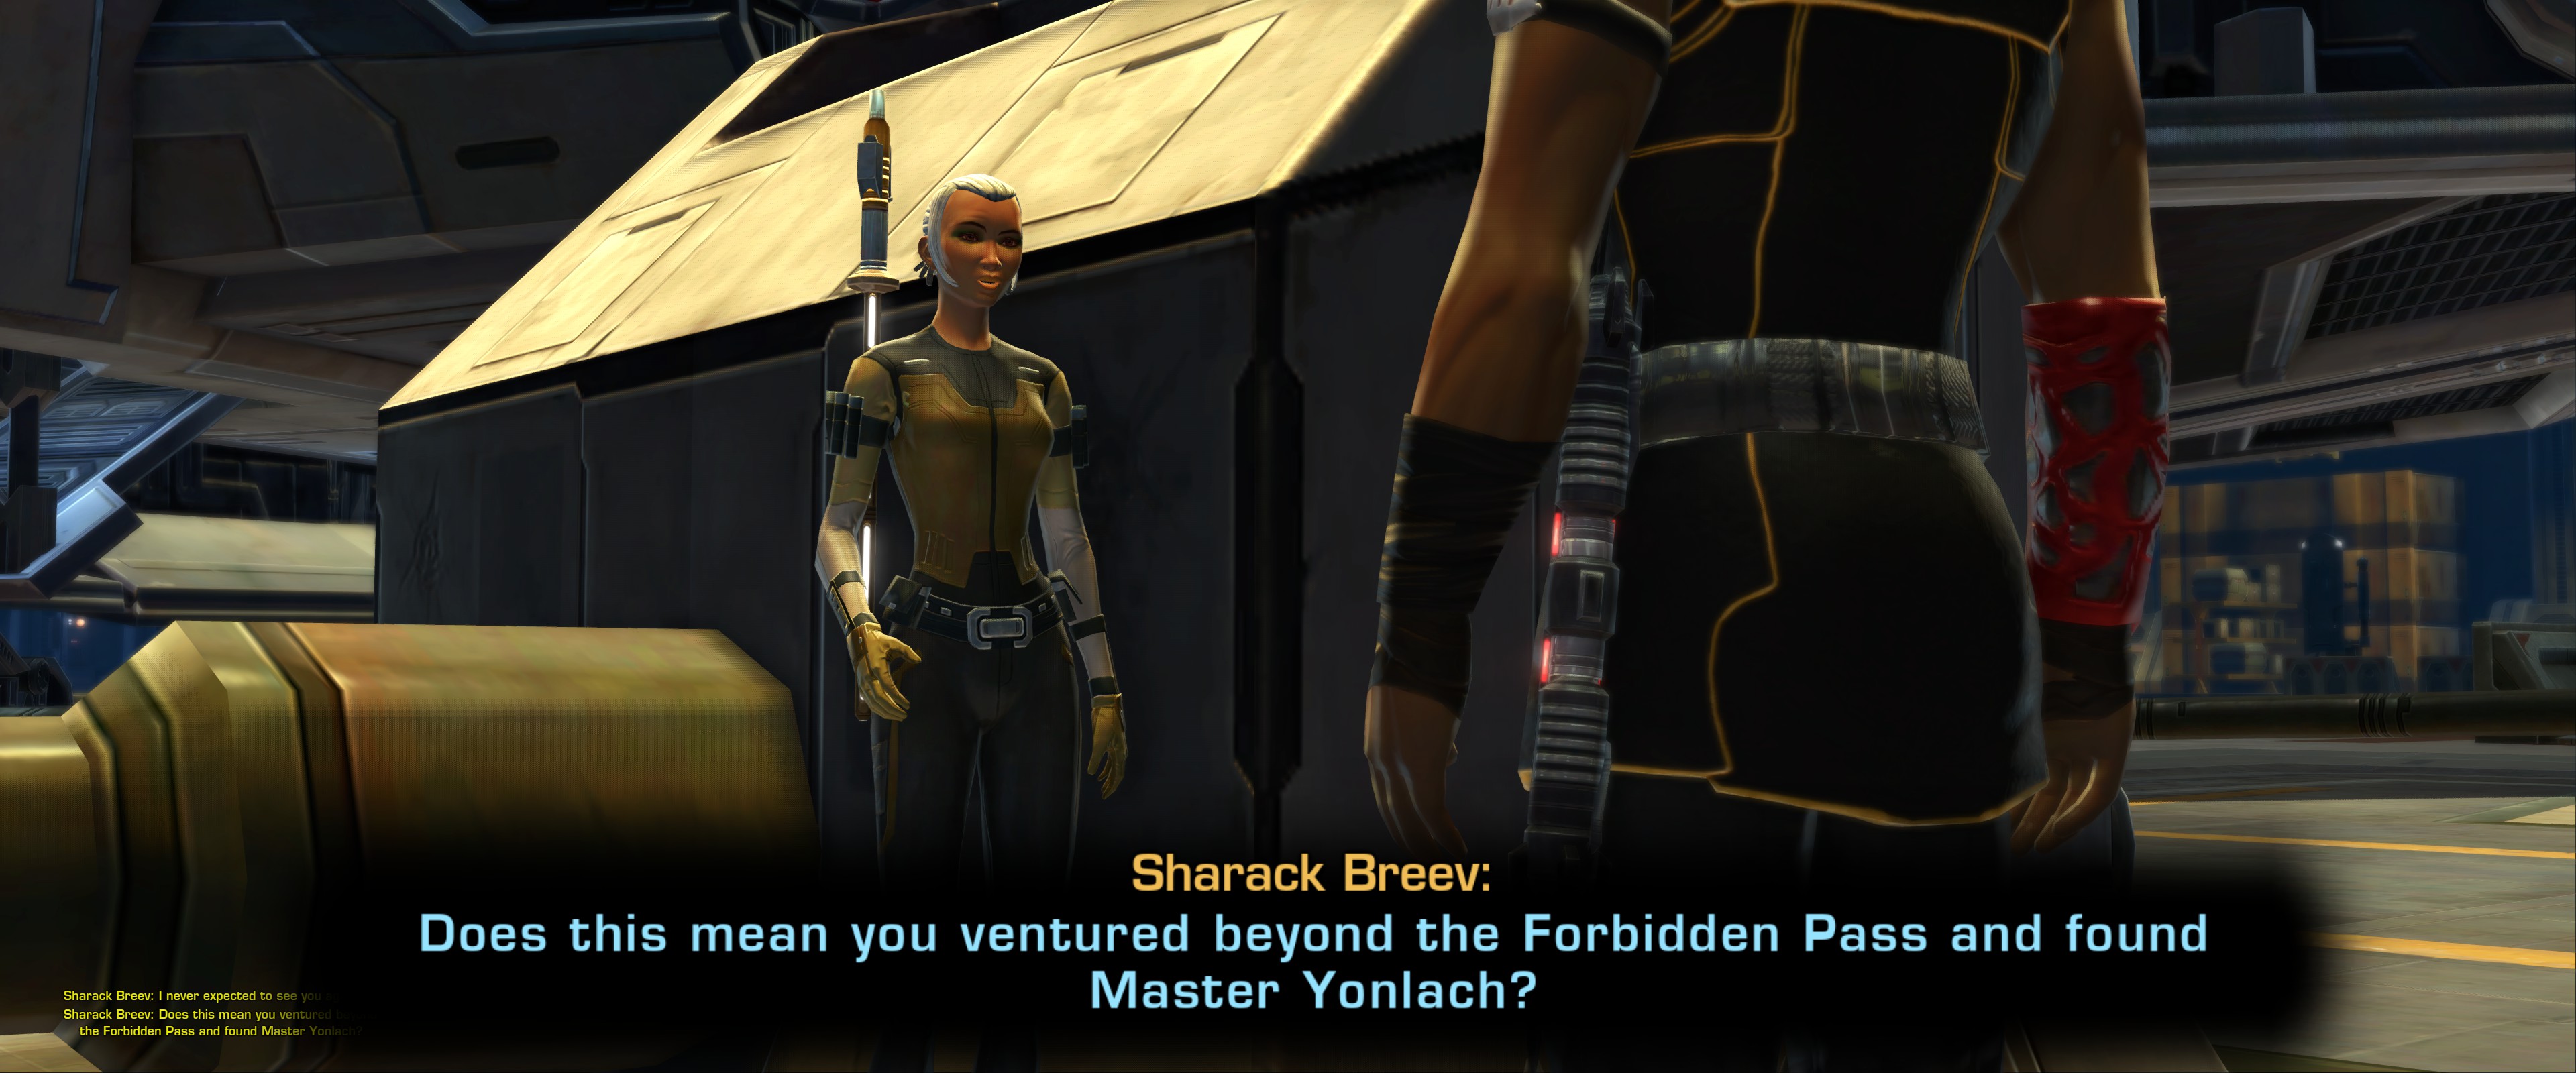 Sharack Breev:
Does this mean you ventured beyond the Forbidden Pass and found
Master Yonlach?
Sharack Breev: I never expected to see you
Sharack Breev: Does this mean you ventured
the Forbidden Pass and found Master Yonlach?